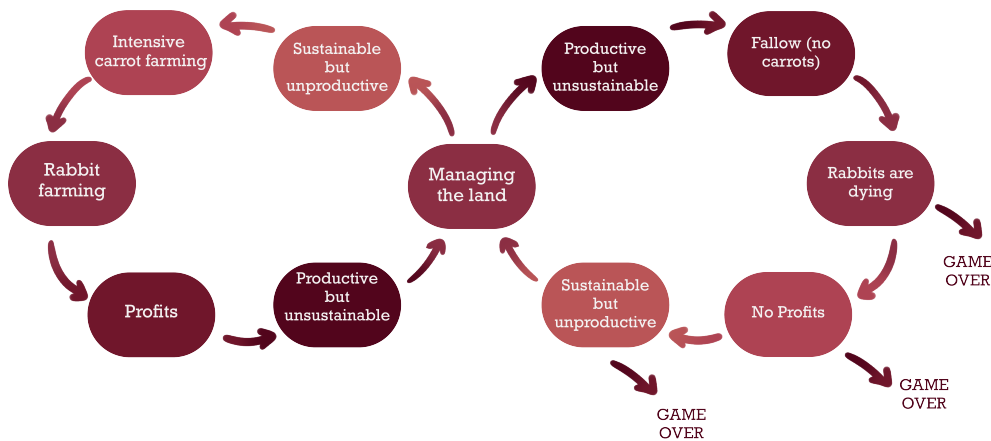 Intensive
carrot farming
Sustainable
but
unproductive
Productive
but
unsustainable
Fallow (no
carrots)
Rabbit
farming
Managing
the land
Rabbits are
dying
GAME
OVER
Profits
Productive
but
unsustainable
Sustainable
but
unproductive
No Profits
GAME
OVER
GAME
OVER